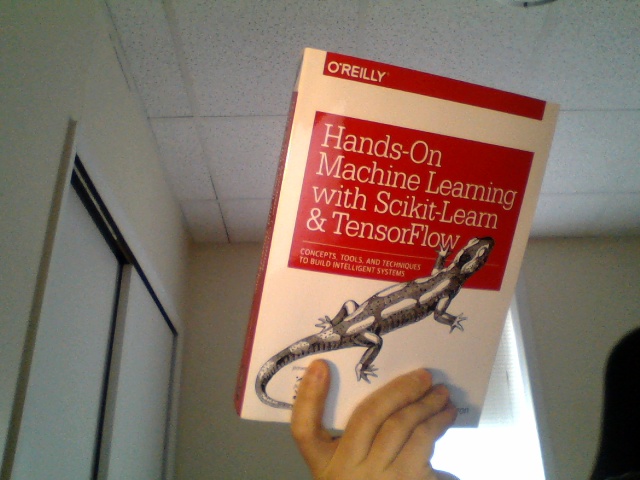 O'REILLY®
Hands-On
Machine Learning
with Scikit-Learn
& TensorFlow
CONCEPTS, TOOLS, AND TECHNIQUES
TO BUILD INTELLIGENT SYSTEMS